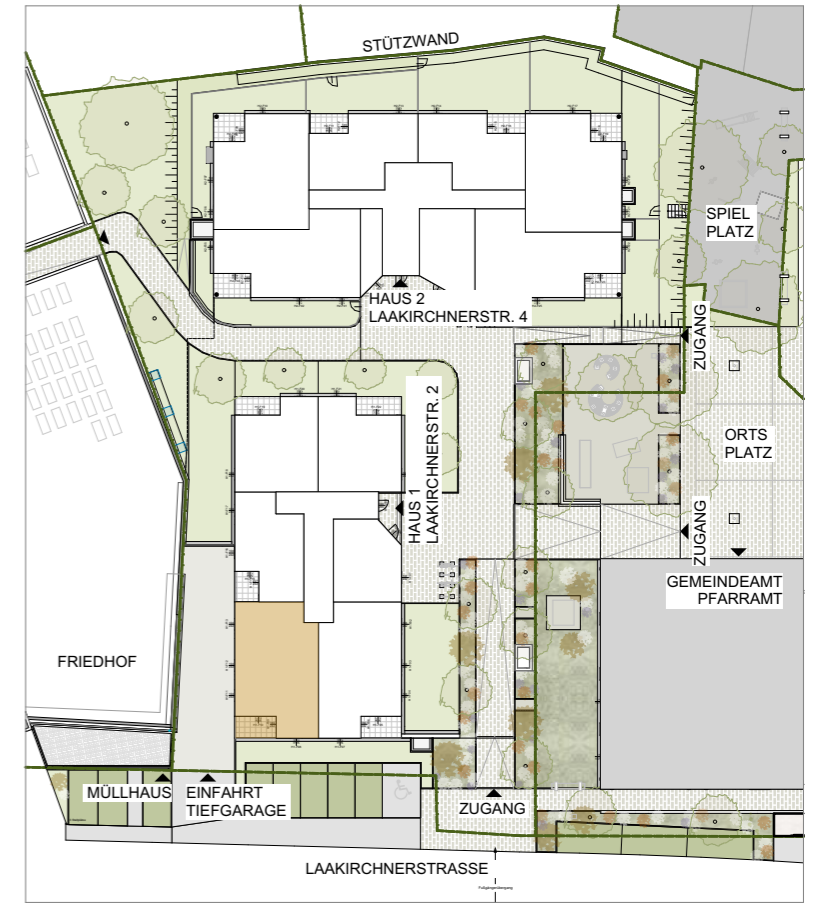 STÜTZWAND
SPIEL
PLATZ
HAUS 2
LAAKIRCHNERSTR. 4
ZUGANG
HAUS 1
LAAKIRCHNERSTR. 2
ORTS
PLATZ
ZUGANG
GEMEINDEAMT
PFARRAMT
FRIEDHOF
MÜLLHAUS
EINFAHRT
TIEFGARAGE
ZUGANG
LAAKIRCHNERSTRASSE
Fußgängerübergang